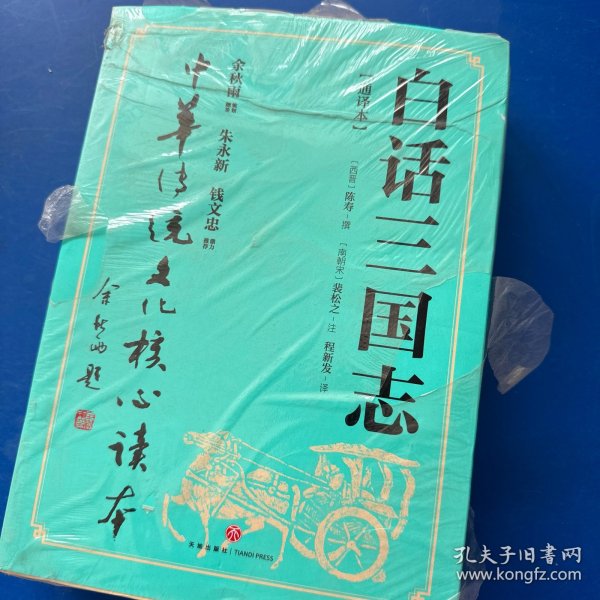 白话三国志
[通译本]
[西晋]陈寿-撰
[南朝宋]裴松之-注
程新发-译
余秋雨
朱永新 钱文忠
推荐
中华传统文化核心读本
余秋雨题
天地出版社 | TIANDI PRESS
孔夫子旧书网
www.kongfz.com